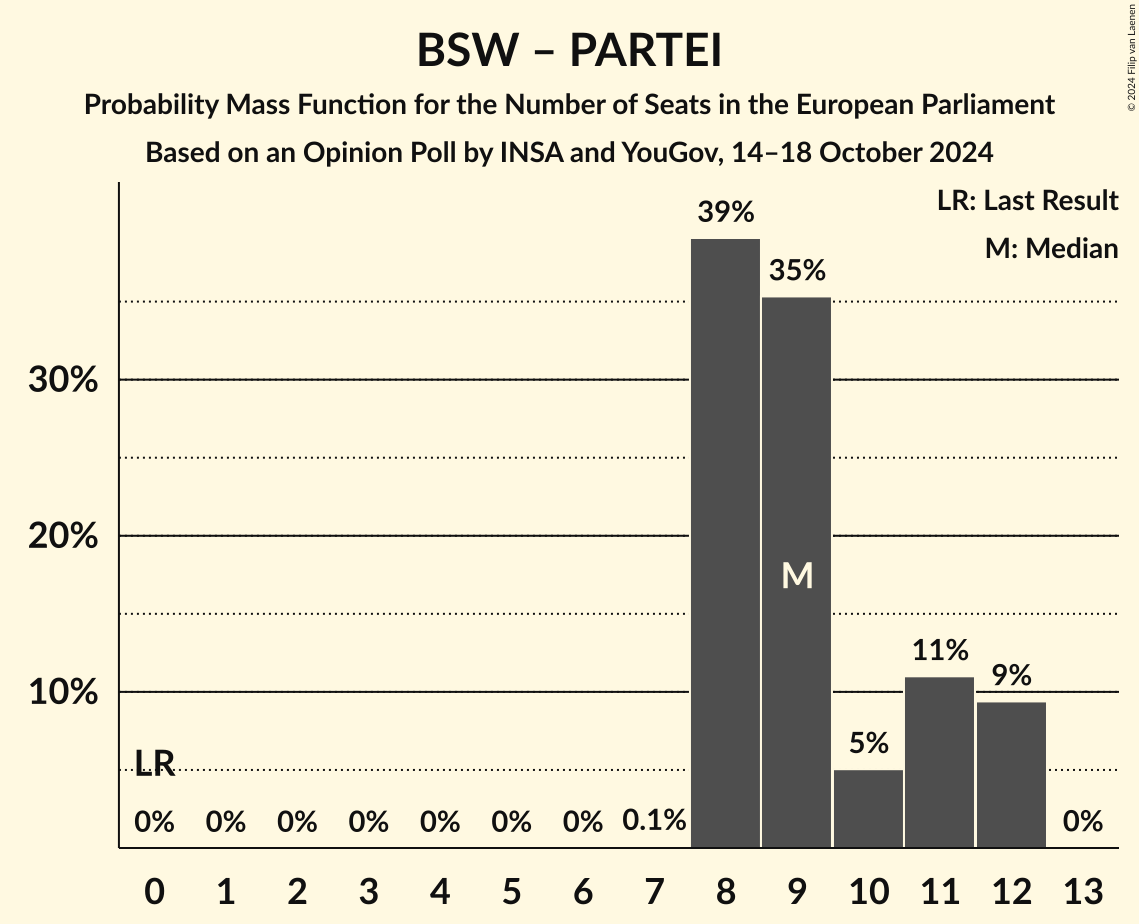 BSW – PARTEI
Probability Mass Function for the Number of Seats in the European Parliament
Based on an Opinion Poll by INSA and YouGov, 14–18 October 2024
© 2024 Filip van Laenen
LR: Last Result
M: Median
39%
35%
30%
20%
M
11%
9%
10%
5%
LR
0% 0% 0% 0% 0% 0% 0% 0.1% 0%
0 1 2 3 4 5 6 7 8 9 10 11 12 13